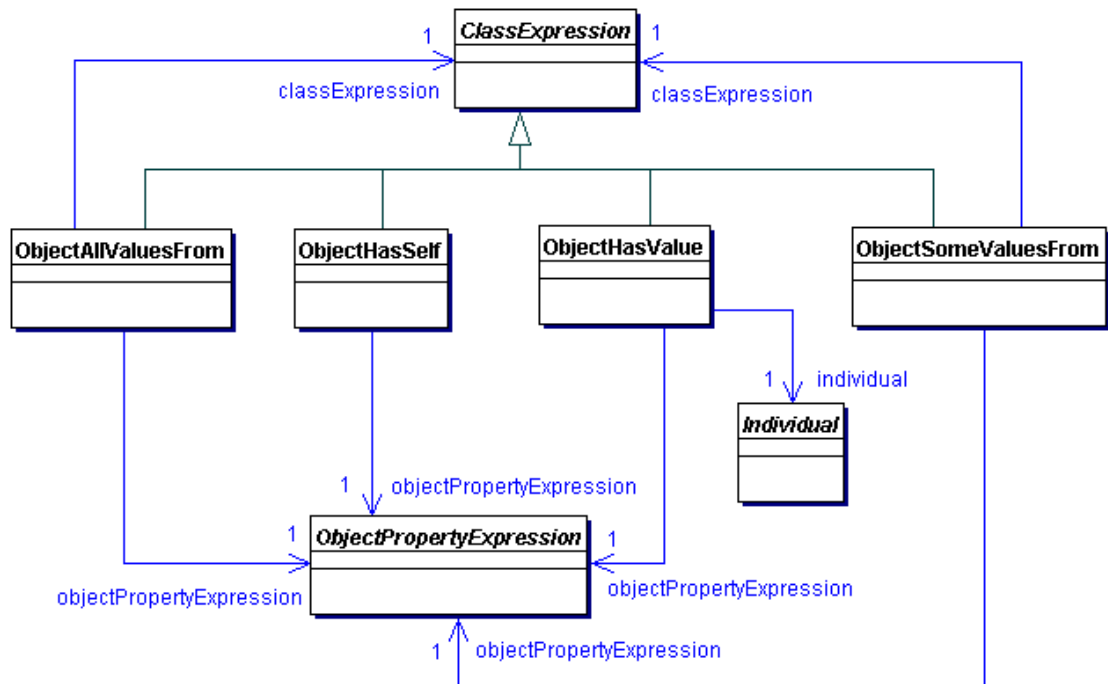 ClassExpression
1
1
classExpression
classExpression
ObjectAllValuesFrom
ObjectHasSelf
ObjectHasValue
ObjectSomeValuesFrom
1
individual
Individual
1
objectPropertyExpression
ObjectPropertyExpression
1
1
objectPropertyExpression
objectPropertyExpression
1
objectPropertyExpression